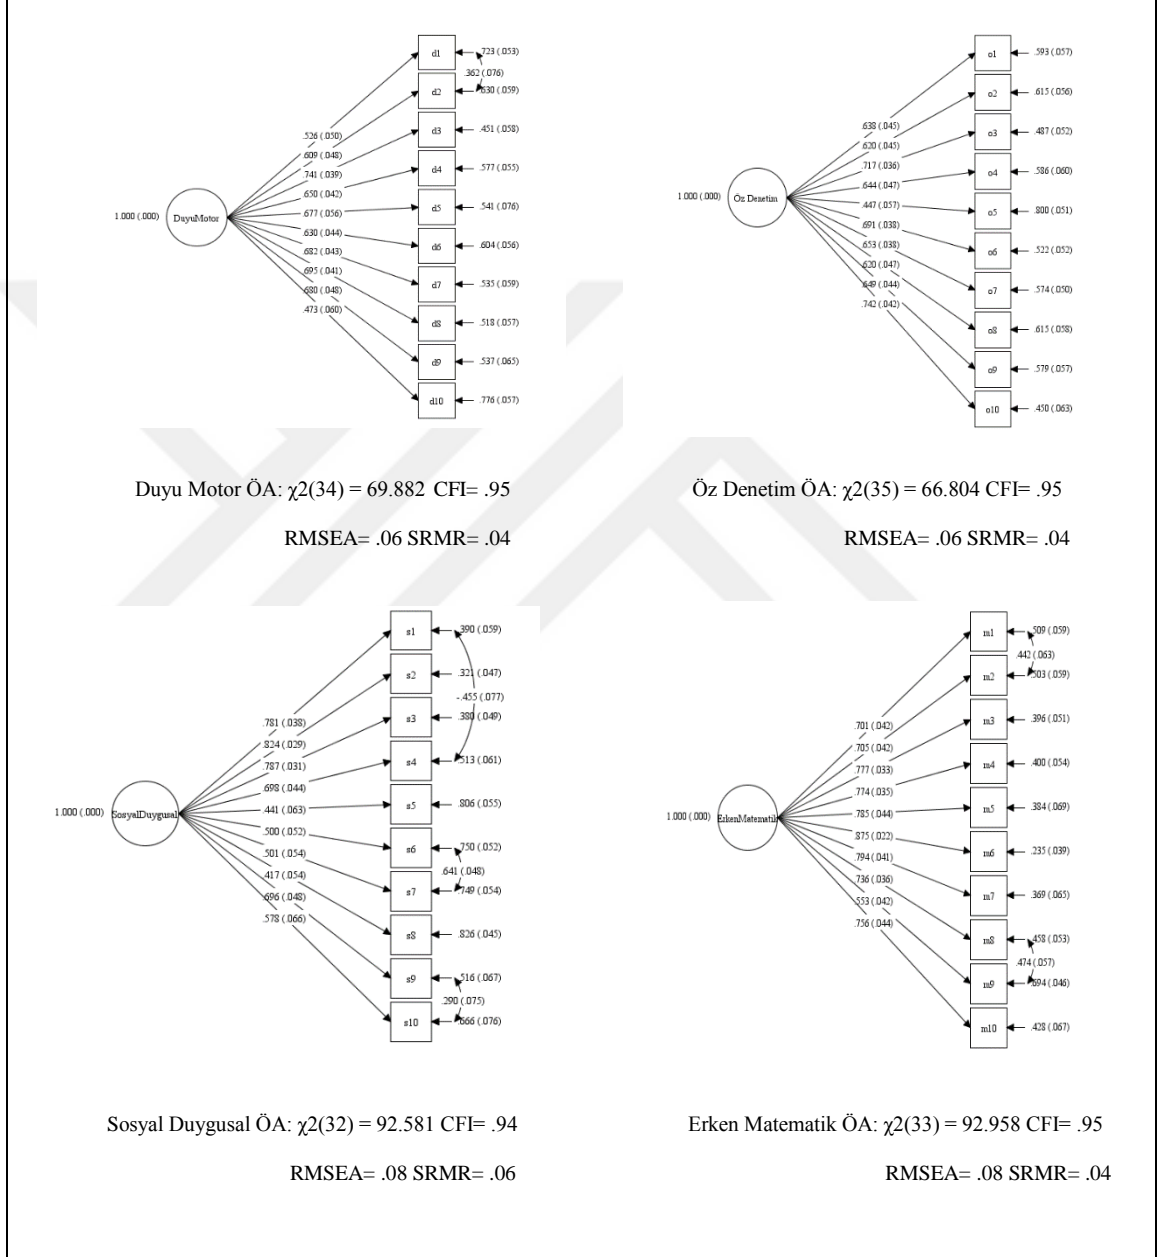 d1
.723 (.053)
.362 (.076)
d2
.630 (.059)
d3
.451 (.058)
d4
.577 (.055)
d5
.541 (.076)
d6
.604 (.056)
d7
.535 (.059)
d8
.518 (.057)
d9
.537 (.065)
d10
.776 (.057)
.526 (.050)
.609 (.048)
.741 (.039)
.650 (.042)
.677 (.056)
.630 (.044)
.682 (.043)
.695 (.041)
.680 (.048)
.473 (.060)
1.000 (.000)
DuyuMotor
o1
.593 (.057)
o2
.615 (.056)
o3
.487 (.052)
o4
.586 (.060)
o5
.800 (.051)
o6
.522 (.052)
o7
.574 (.050)
o8
.615 (.058)
o9
.579 (.057)
o10
.450 (.063)
.638 (.045)
.620 (.045)
.717 (.036)
.644 (.047)
.447 (.057)
.691 (.038)
.653 (.038)
.620 (.047)
.649 (.044)
.742 (.042)
1.000 (.000)
Öz Denetim
Duyu Motor ÖA: χ2(34) = 69.882 CFI= .95
RMSEA= .06 SRMR= .04
Öz Denetim ÖA: χ2(35) = 66.804 CFI= .95
RMSEA= .06 SRMR= .04
s1
.390 (.059)
s2
.321 (.047)
-.455 (.077)
s3
.380 (.049)
s4
.513 (.061)
s5
.806 (.055)
s6
.750 (.052)
.641 (.048)
s7
.749 (.054)
s8
.826 (.045)
s9
.516 (.067)
.290 (.075)
s10
.666 (.076)
.781 (.038)
.824 (.029)
.787 (.031)
.698 (.044)
.441 (.063)
.500 (.052)
.501 (.054)
.417 (.054)
.696 (.048)
.578 (.066)
1.000 (.000)
SosyalDuygusal
m1
.509 (.059)
.442 (.063)
m2
.503 (.059)
m3
.396 (.051)
m4
.400 (.054)
m5
.384 (.069)
m6
.235 (.039)
m7
.369 (.065)
m8
.458 (.053)
.474 (.057)
m9
.694 (.046)
m10
.428 (.067)
.701 (.042)
.705 (.042)
.777 (.033)
.774 (.035)
.785 (.044)
.875 (.022)
.794 (.041)
.736 (.036)
.553 (.042)
.756 (.044)
1.000 (.000)
ErkenMatematik
Sosyal Duygusal ÖA: χ2(32) = 92.581 CFI= .94
RMSEA= .08 SRMR= .06
Erken Matematik ÖA: χ2(33) = 92.958 CFI= .95
RMSEA= .08 SRMR= .04